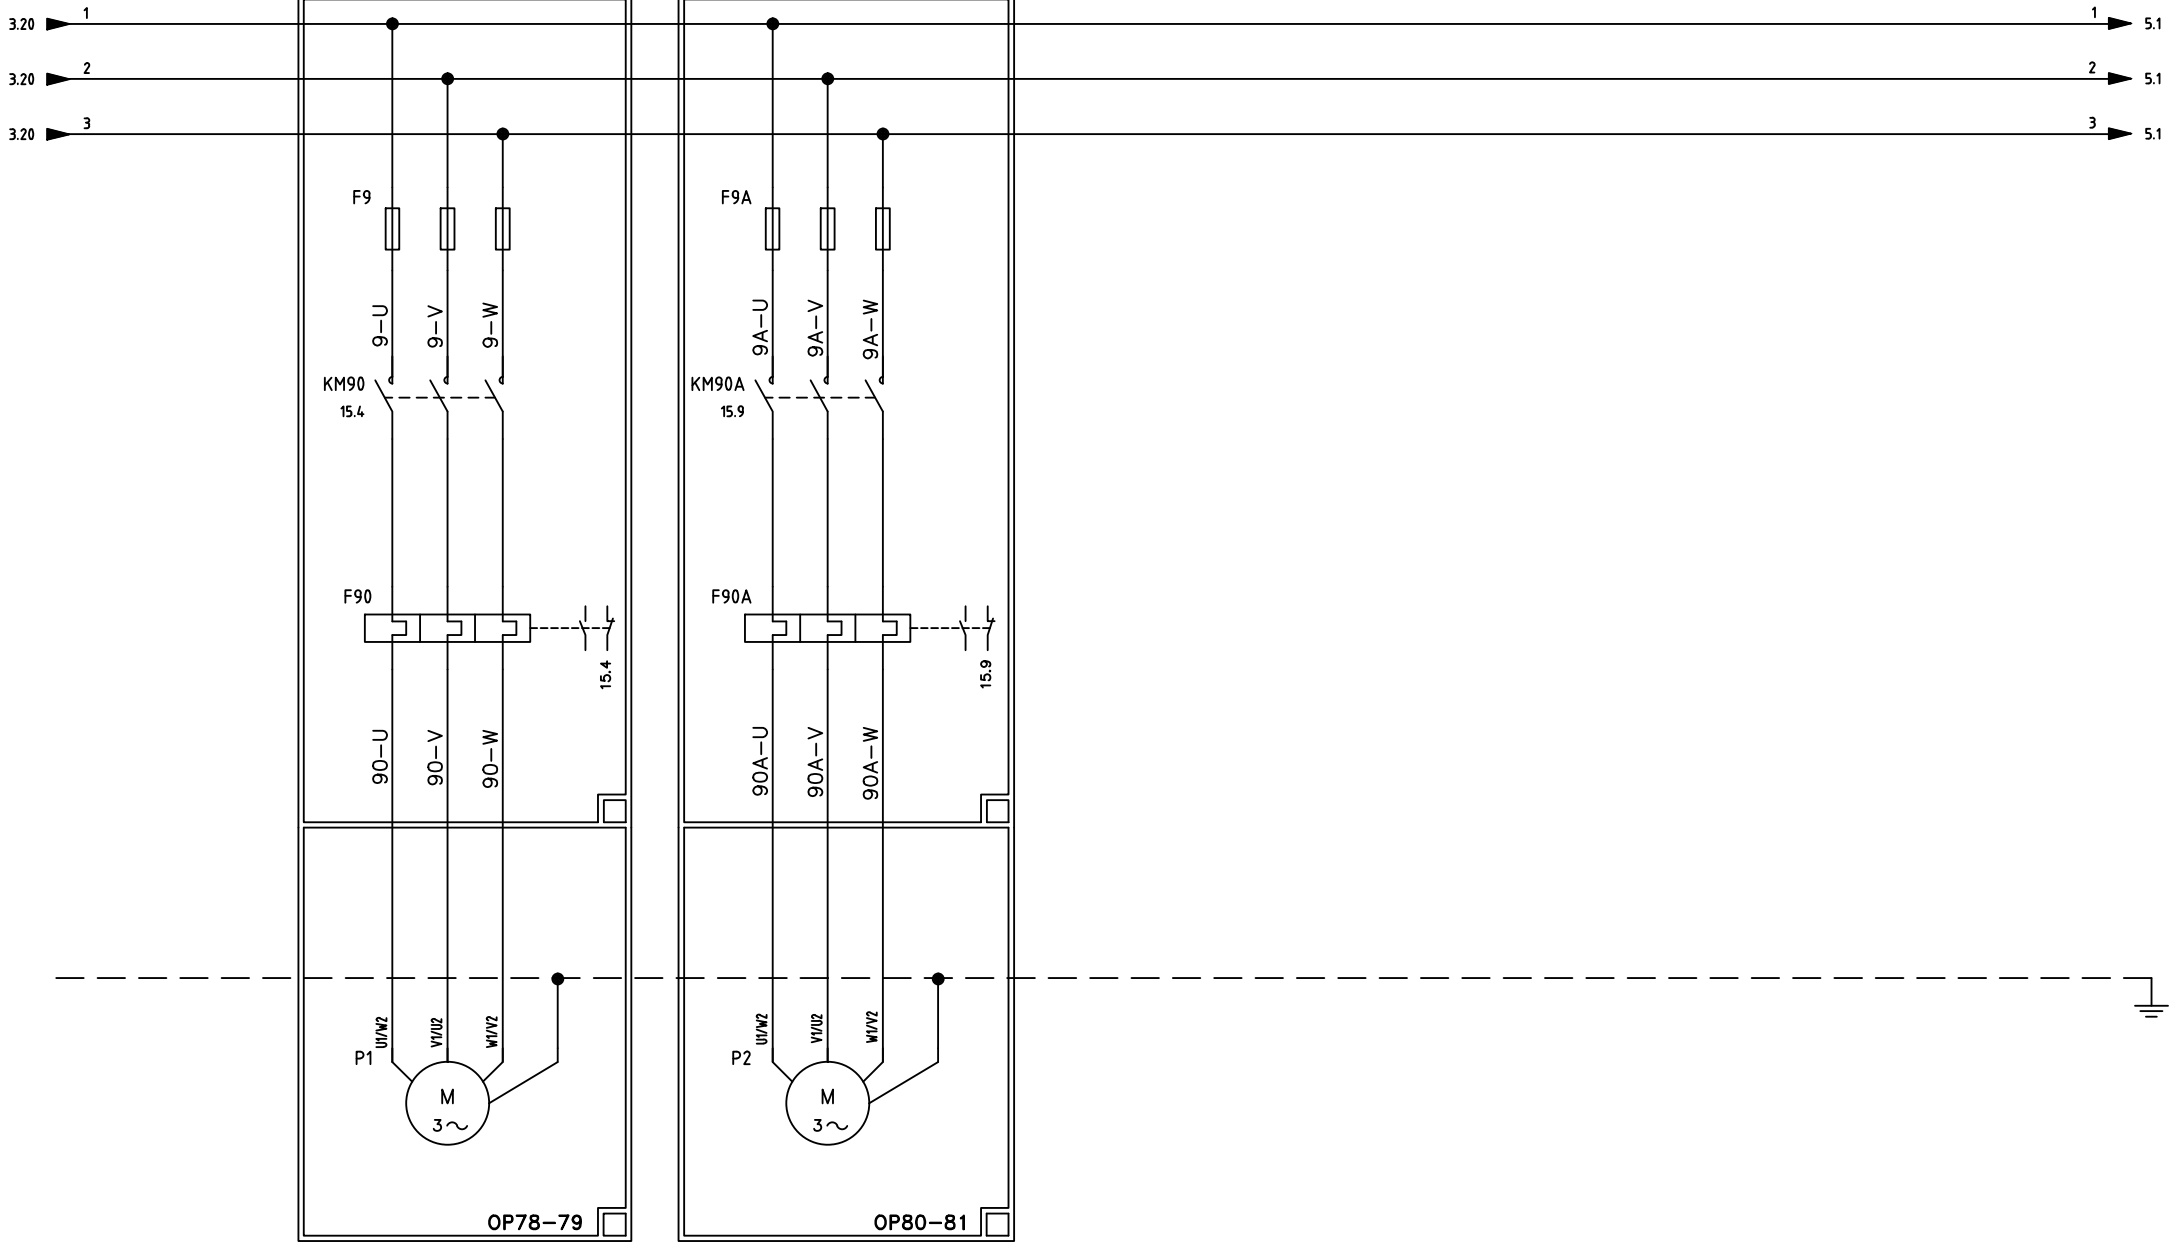 3.20 1 1 5.1
3.20 2 2 5.1
3.20 3 3 5.1
F9 F9A
9-U 9-V 9-W 9A-U 9A-V 9A-W
KM90 KM90A
15.4 15.9
F90 F90A
15.4 15.9
90-U 90-V 90-W 90A-U 90A-V 90A-W
U1/W2 V1/U2 W1/V2 U1/W2 V1/U2 W1/V2
P1 P2
M M
3~ 3~
OP78-79 OP80-81